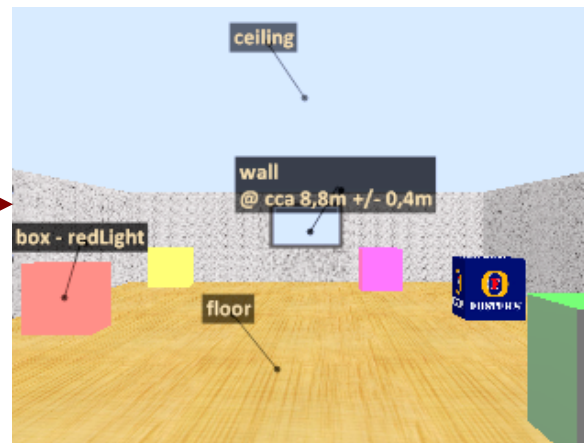 ceiling
wall
@ cca 8,8m +/- 0,4m
box - redLight
floor
FOSTER'S